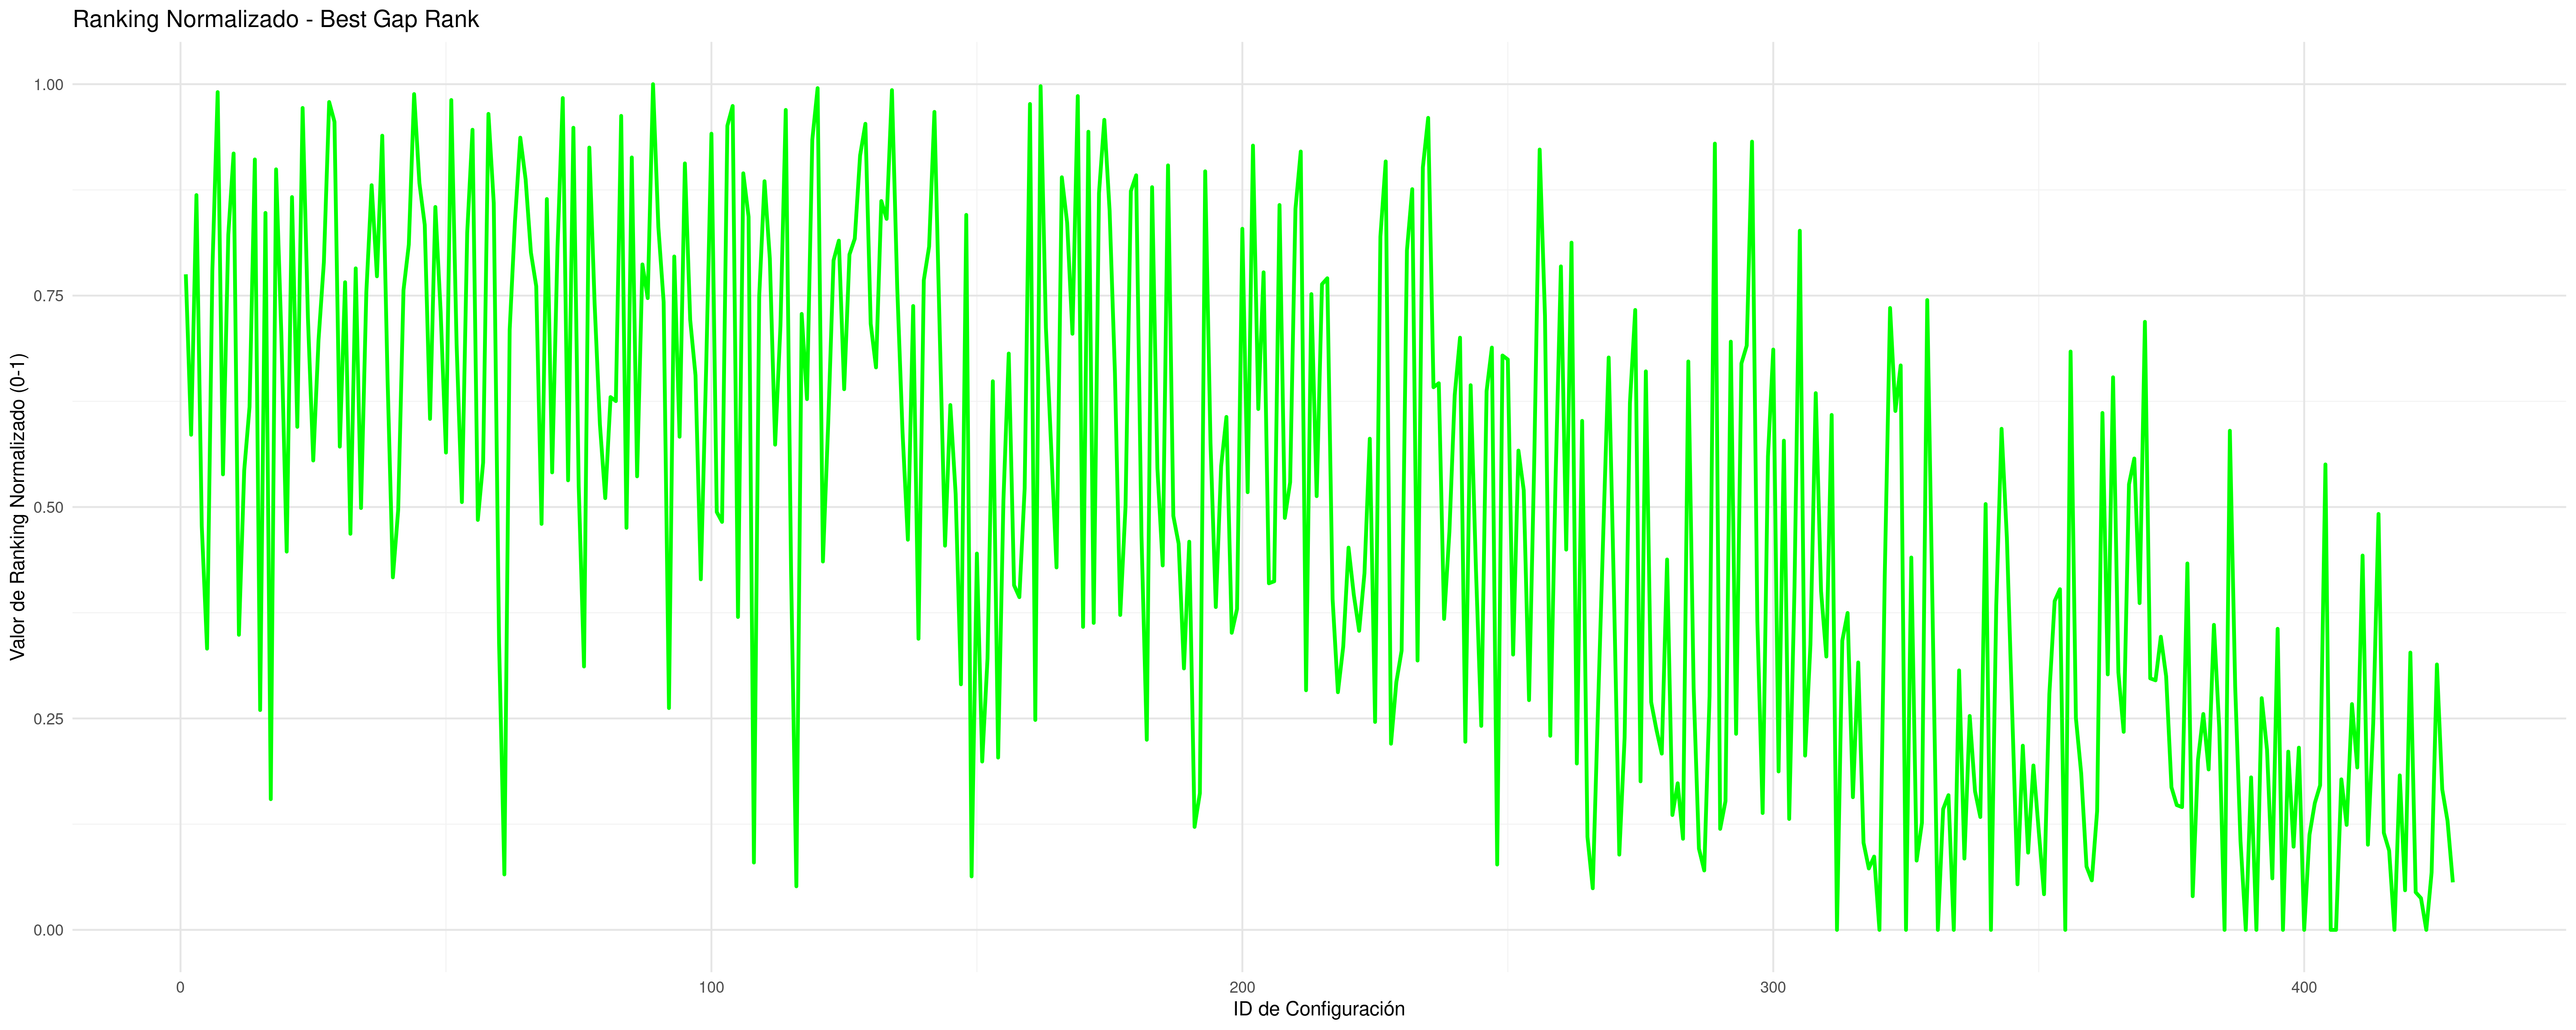 Ranking Normalizado - Best Gap Rank
Valor de Ranking Normalizado (0-1)
1.00
0.75
0.50
0.25
0.00
0 100 200 300 400
ID de Configuración